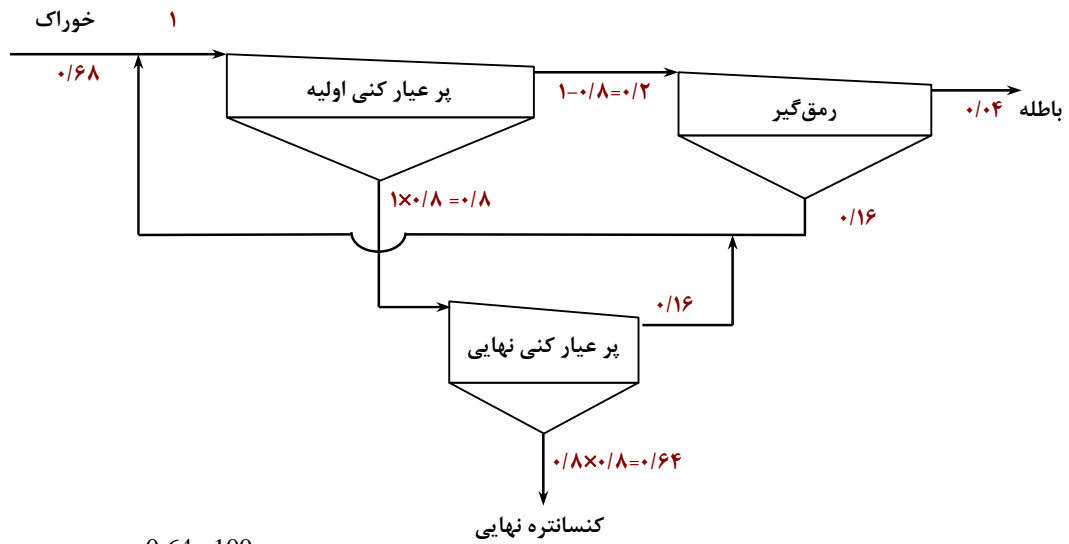 خوراک ۱
۰/۶۸
پر عیار کنی اولیه
۱–۰/۸=۰/۲
رمق‌گیر
۰/۰۴ باطله
۱×۰/۸ =۰/۸
۰/۱۶
۰/۱۶
پر عیار کنی نهایی
۰/۸×۰/۸=۰/۶۴
کنسانتره نهایی